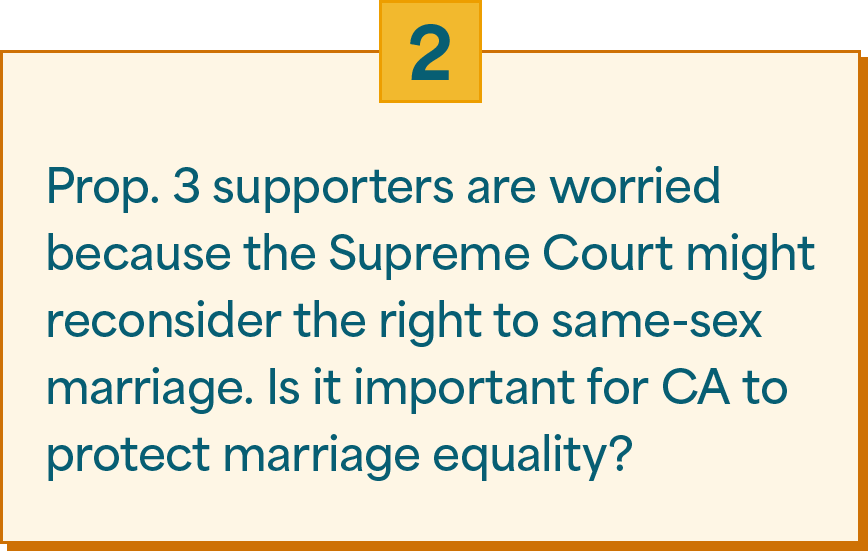 2
Prop. 3 supporters are worried
because the Supreme Court might
reconsider the right to same-sex
marriage. Is it important for CA to
protect marriage equality?